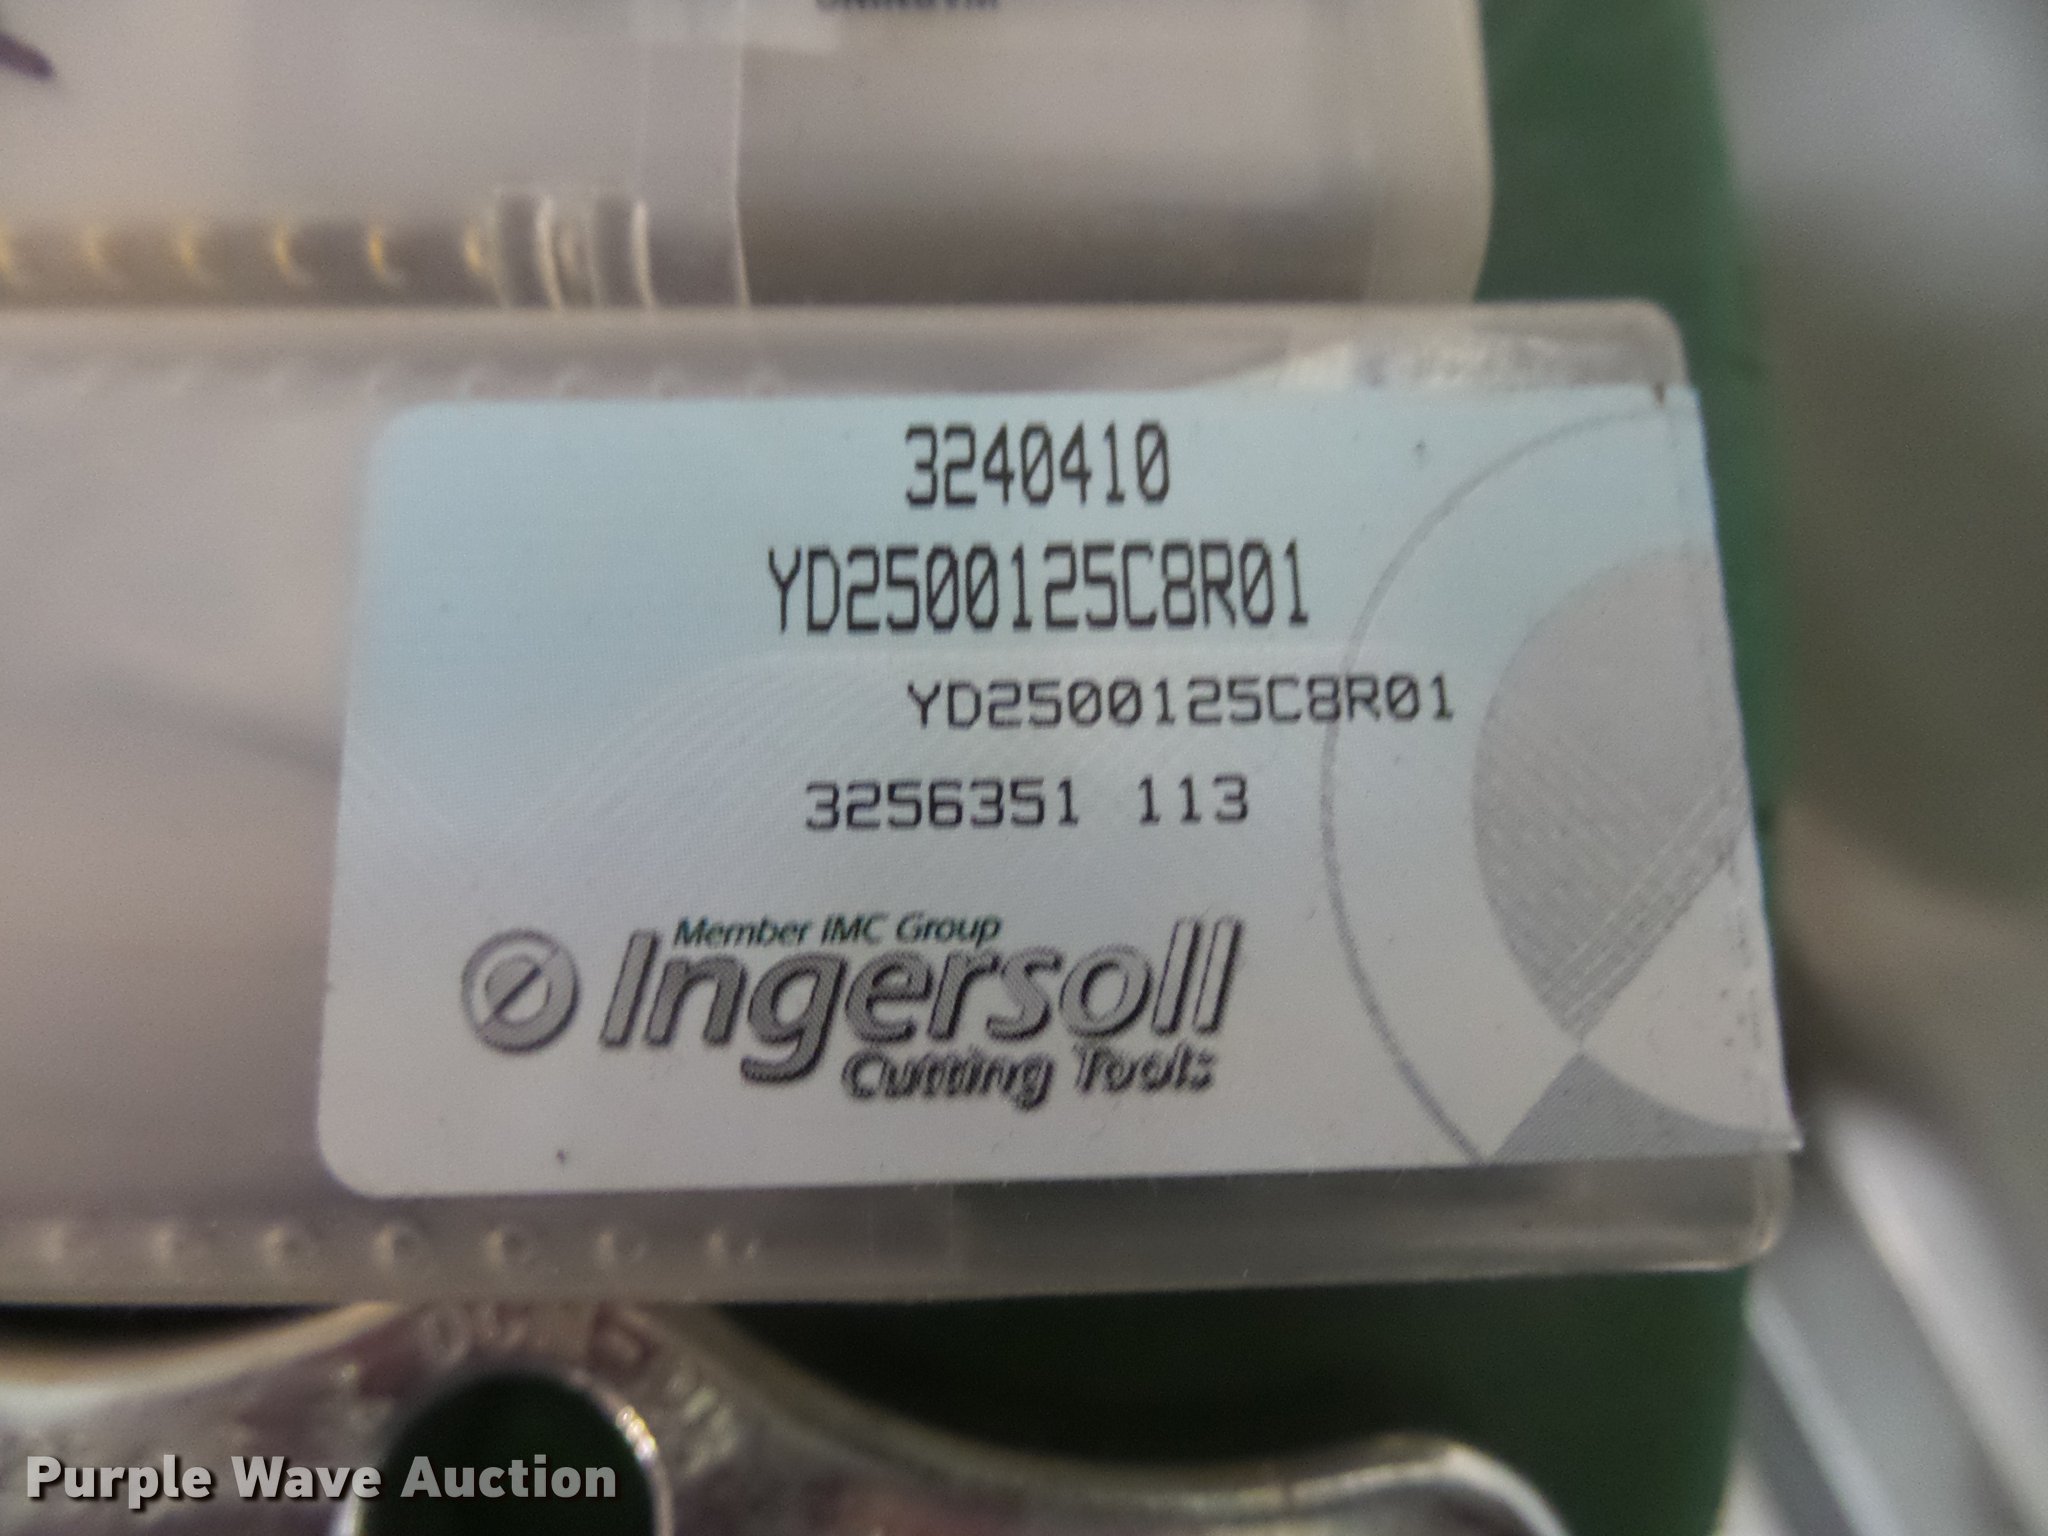 3240410
YD2500125C8R01
YD2500125C8R01
3256351 113
Member IMC Group
Ingersoll
Cutting Tools
Purple Wave Auction